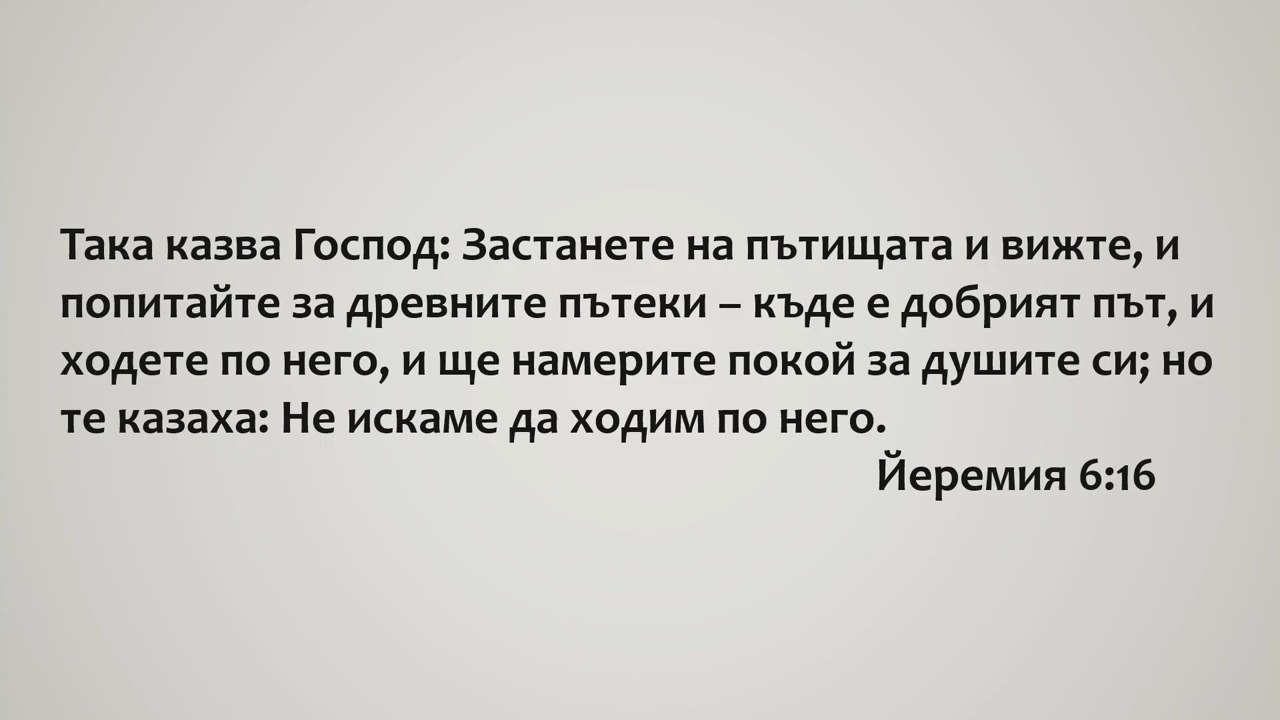 Така казва Господ: Застанете на пътищата и вижте, и
попитайте за древните пътеки – къде е добрият път, и
ходете по него, и ще намерите покой за душите си; но
те казаха: Не искаме да ходим по него.
Йеремия 6:16